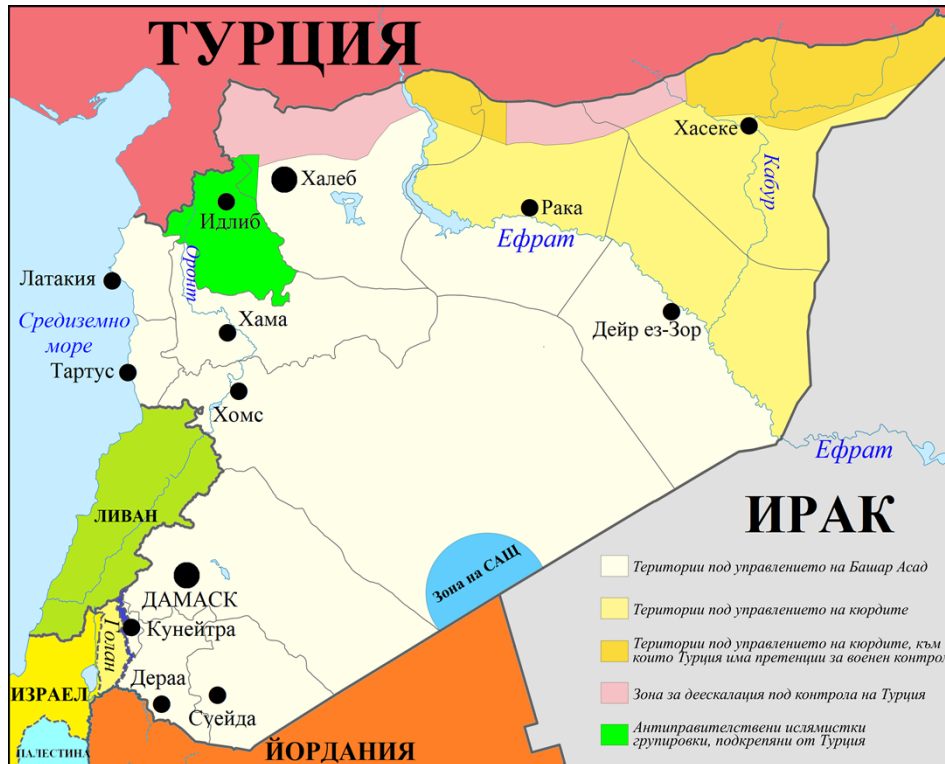 ТУРЦИЯ
Хасеке
Халеб
Кабур
Идлиб
Рака
Ефрат
Оронт
Латакия
Средиземно
море
Хама
Дейр ез-Зор
Тартус
Хомс
Ефрат
ЛИВАН
ИРАК
Зона на САЩ
Територии под управлението на Башар Асад
ДАМАСК
Територии под управлението на кюрдите
Кунейтра
Голан
Територии под управлението на кюрдите, към
които Турция има претенции за военен контрол
Дераа
ИЗРАЕЛ
Суейда
Зона за деескалация под контрола на Турция
Антиправителствени ислямистки
групировки, подкрепяни от Турция
ПАЛЕСТИНА
ЙОРДАНИЯ